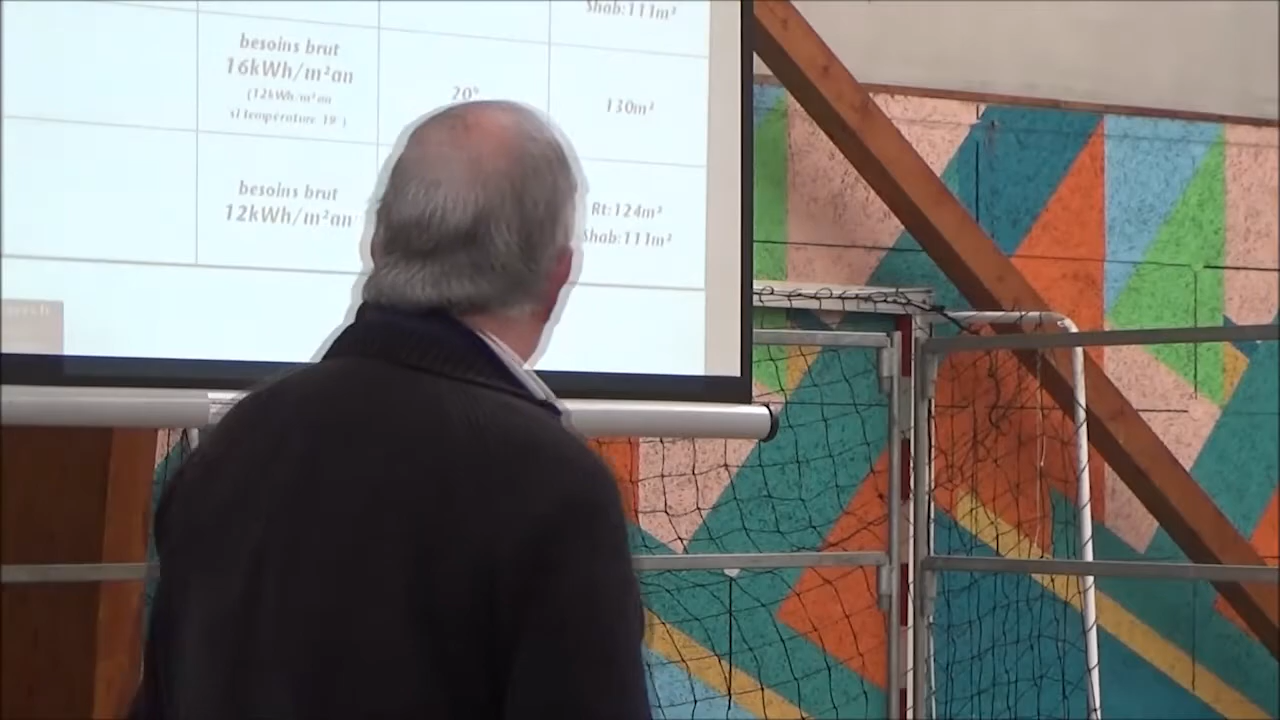 Shab:111m²
besoins brut
16kWh/m²an
(12kWh/m²an
si température 19°)
20°
130m²
besoins brut
12kWh/m²an
Rt:124m²
Shab:111m²